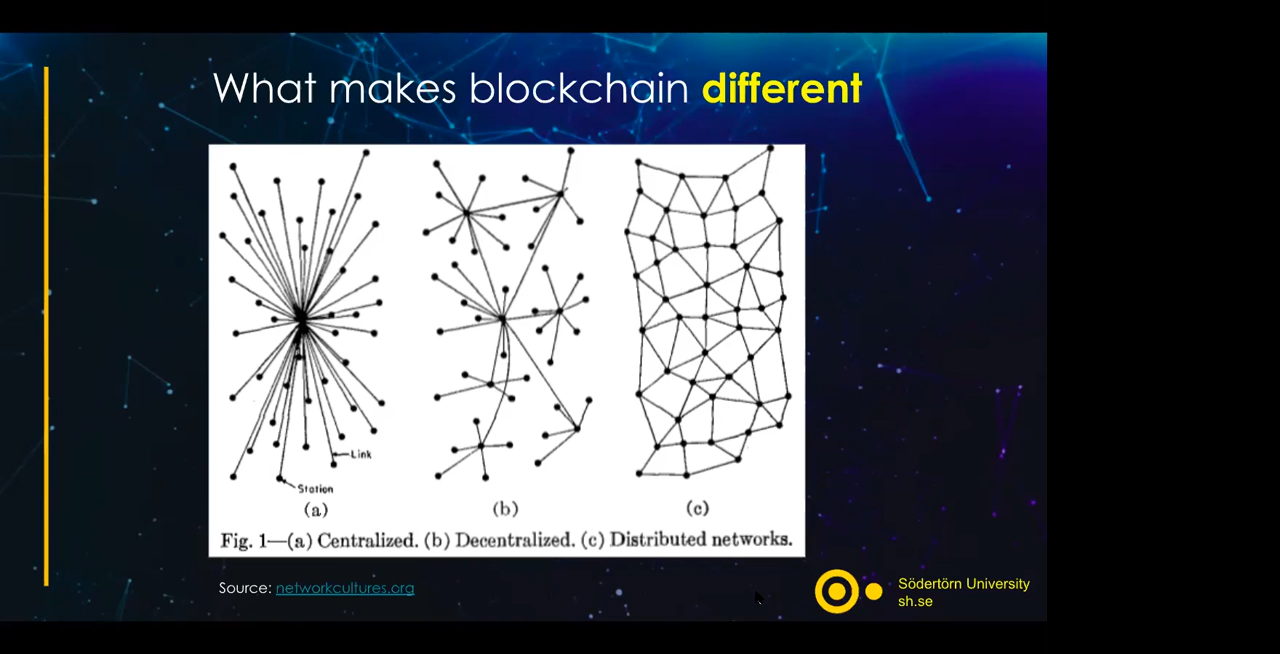 What makes blockchain different
Link
Station
(a)
(b)
(c)
Fig. 1—(a) Centralized. (b) Decentralized. (c) Distributed networks.
Source: networkcultures.org
Södertörn University
sh.se